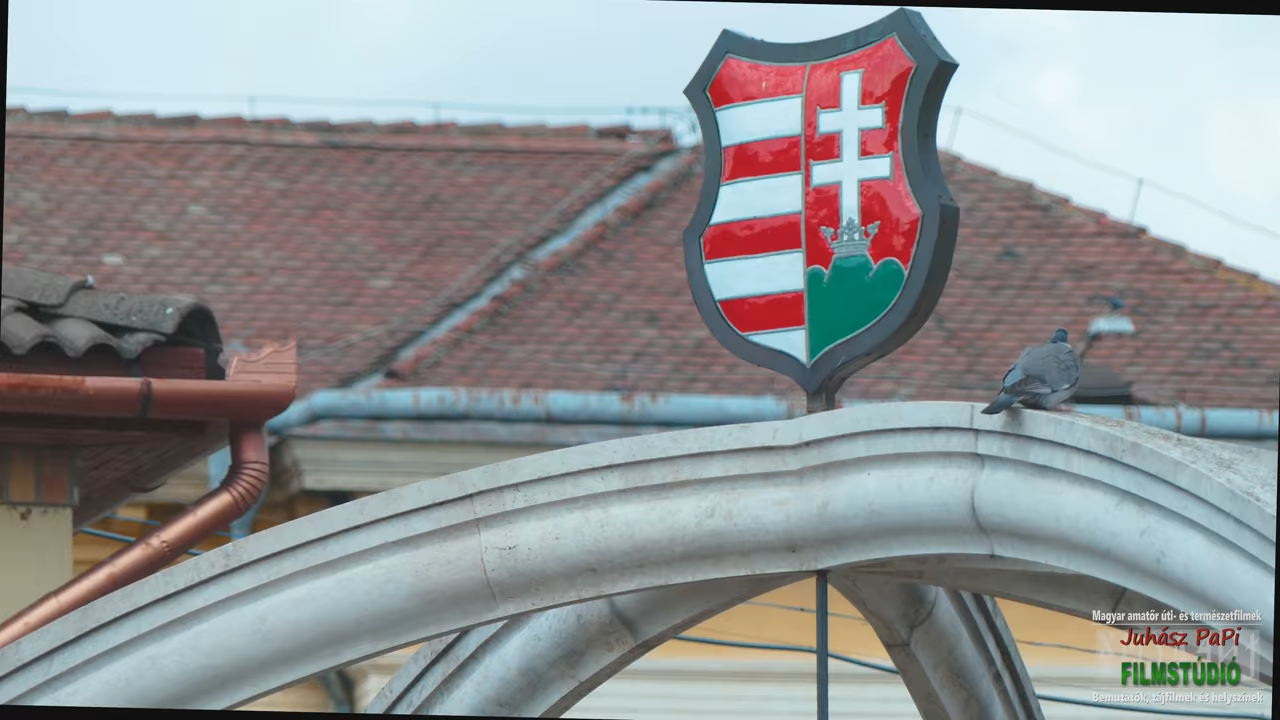 Magyar amatőr úti- és természetfilmek
Juhász PaPi
FILMSTÚDIÓ
Bemutatók, tájfilmek és helyszínek